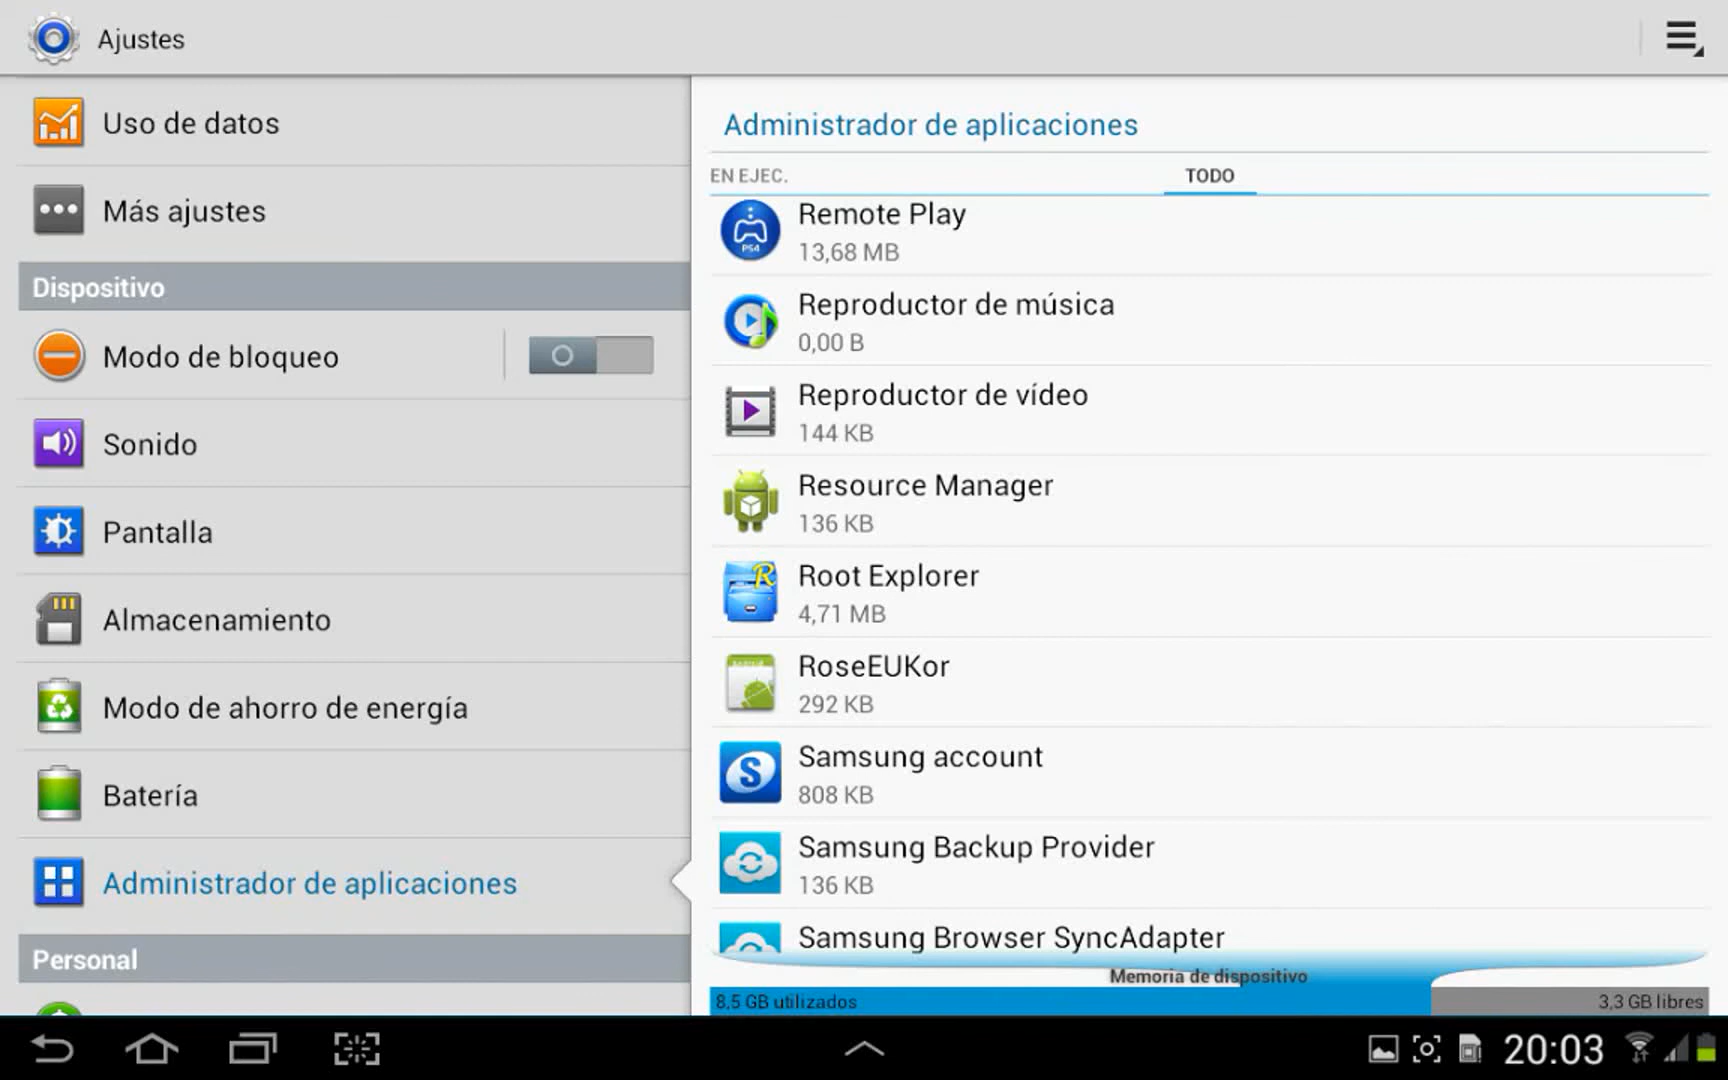 Ajustes
Uso de datos
Más ajustes
Dispositivo
Modo de bloqueo
Sonido
Pantalla
Almacenamiento
Modo de ahorro de energía
Batería
Administrador de aplicaciones
Personal
Administrador de aplicaciones
EN EJEC.
TODO
Remote Play
PS4
13,68 MB
Reproductor de música
0,00 B
Reproductor de vídeo
144 KB
Resource Manager
136 KB
Root Explorer
R
4,71 MB
RoseEUKor
292 KB
Samsung account
S
808 KB
Samsung Backup Provider
136 KB
Samsung Browser SyncAdapter
Memoria de dispositivo
8,5 GB utilizados
3,3 GB libres
20:03